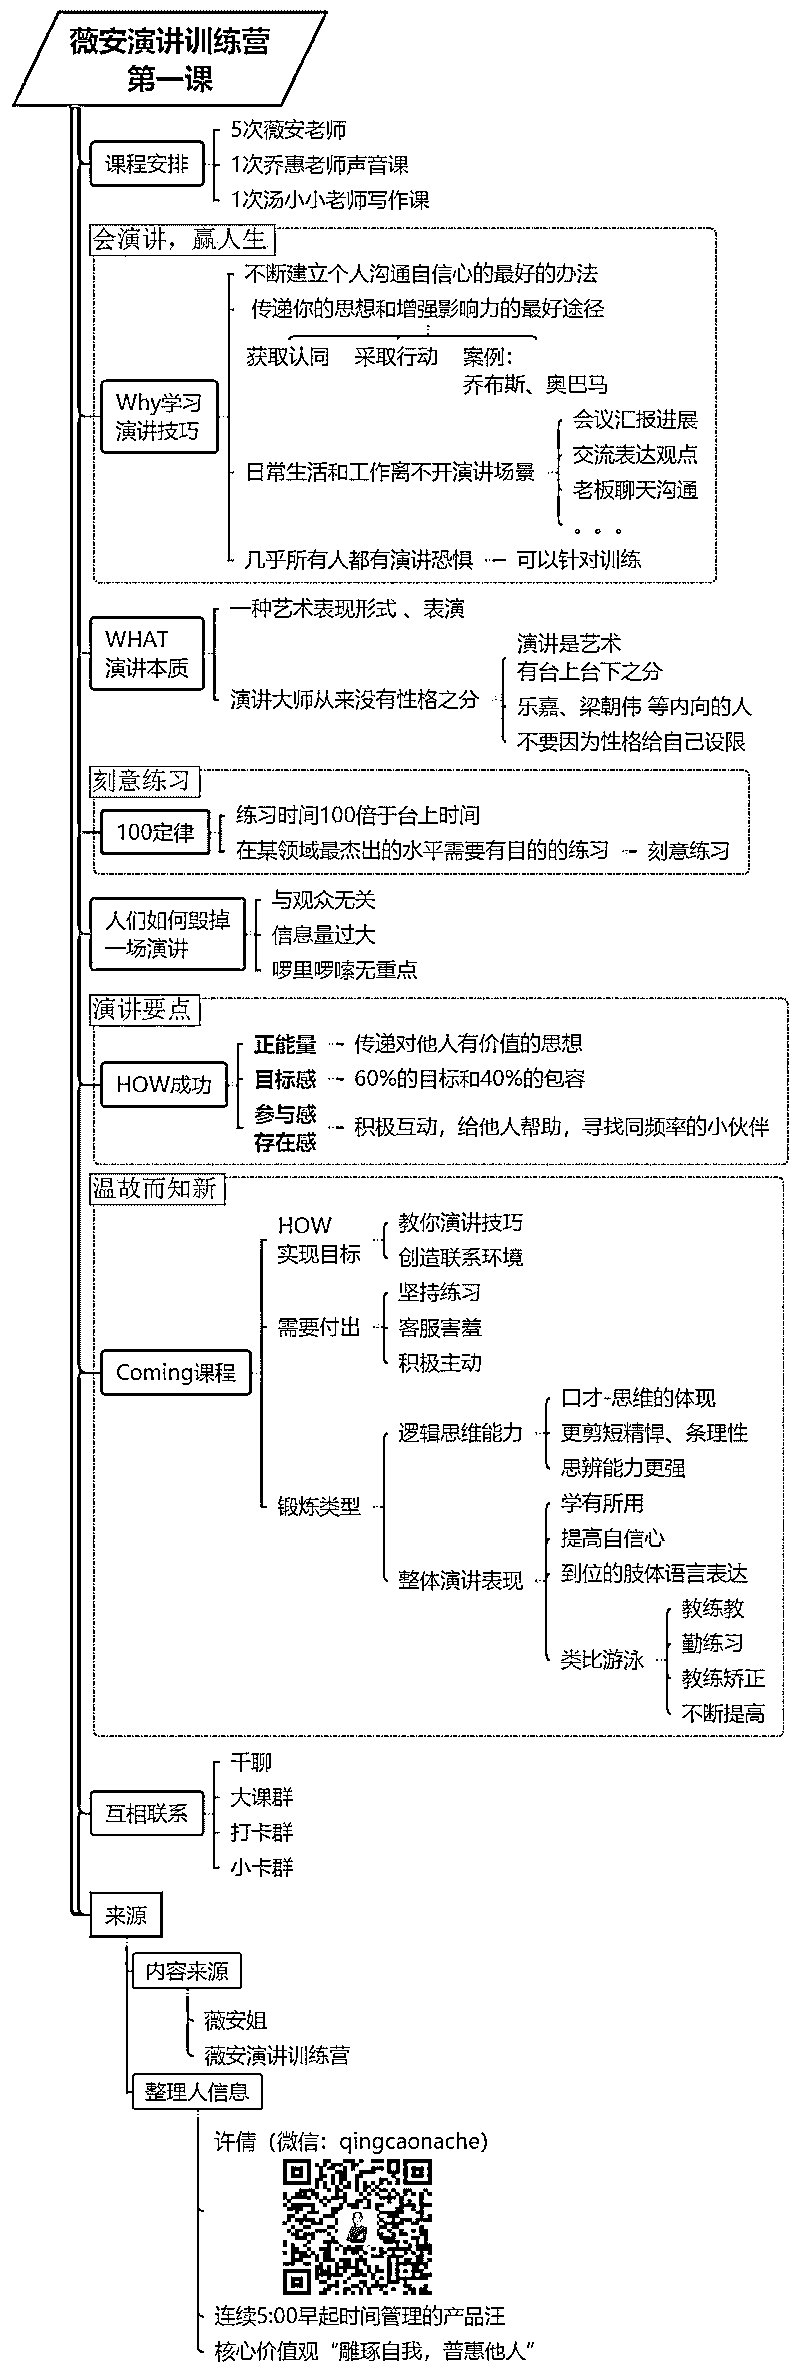 薇安演讲训练营
第一课
课程安排
5次薇安老师
1次乔惠老师声音课
1次汤小小老师写作课
会演讲，赢人生
Why学习
演讲技巧
不断建立个人沟通自信心的最好的办法
传递你的思想和增强影响力的最好途径
获取认同
采取行动
案例：
乔布斯、奥巴马
日常生活和工作离不开演讲场景
会议汇报进展
交流表达观点
老板聊天沟通
。。。
几乎所有人都有演讲恐惧
可以针对训练
WHAT
演讲本质
一种艺术表现形式 、表演
演讲大师从来没有性格之分
演讲是艺术
有台上台下之分
乐嘉、梁朝伟 等内向的人
不要因为性格给自己设限
刻意练习
100定律
练习时间100倍于台上时间
在某领域最杰出的水平需要有目的的练习
刻意练习
人们如何毁掉
一场演讲
与观众无关
信息量过大
啰里啰嗦无重点
演讲要点
HOW成功
正能量
传递对他人有价值的思想
目标感
60%的目标和40%的包容
参与感
存在感
积极互动，给他人帮助，寻找同频率的小伙伴
温故而知新
Coming课程
HOW
实现目标
教你演讲技巧
创造联系环境
需要付出
坚持练习
客服害羞
积极主动
锻炼类型
逻辑思维能力
口才-思维的体现
更剪短精悍、条理性
思辨能力更强
整体演讲表现
学有所用
提高自信心
到位的肢体语言表达
类比游泳
教练教
勤练习
教练矫正
不断提高
互相联系
千聊
大课群
打卡群
小卡群
来源
内容来源
薇安姐
薇安演讲训练营
整理人信息
许倩（微信：qingcaonache）
连续5:00早起时间管理的产品汪
核心价值观“雕琢自我，普惠他人”